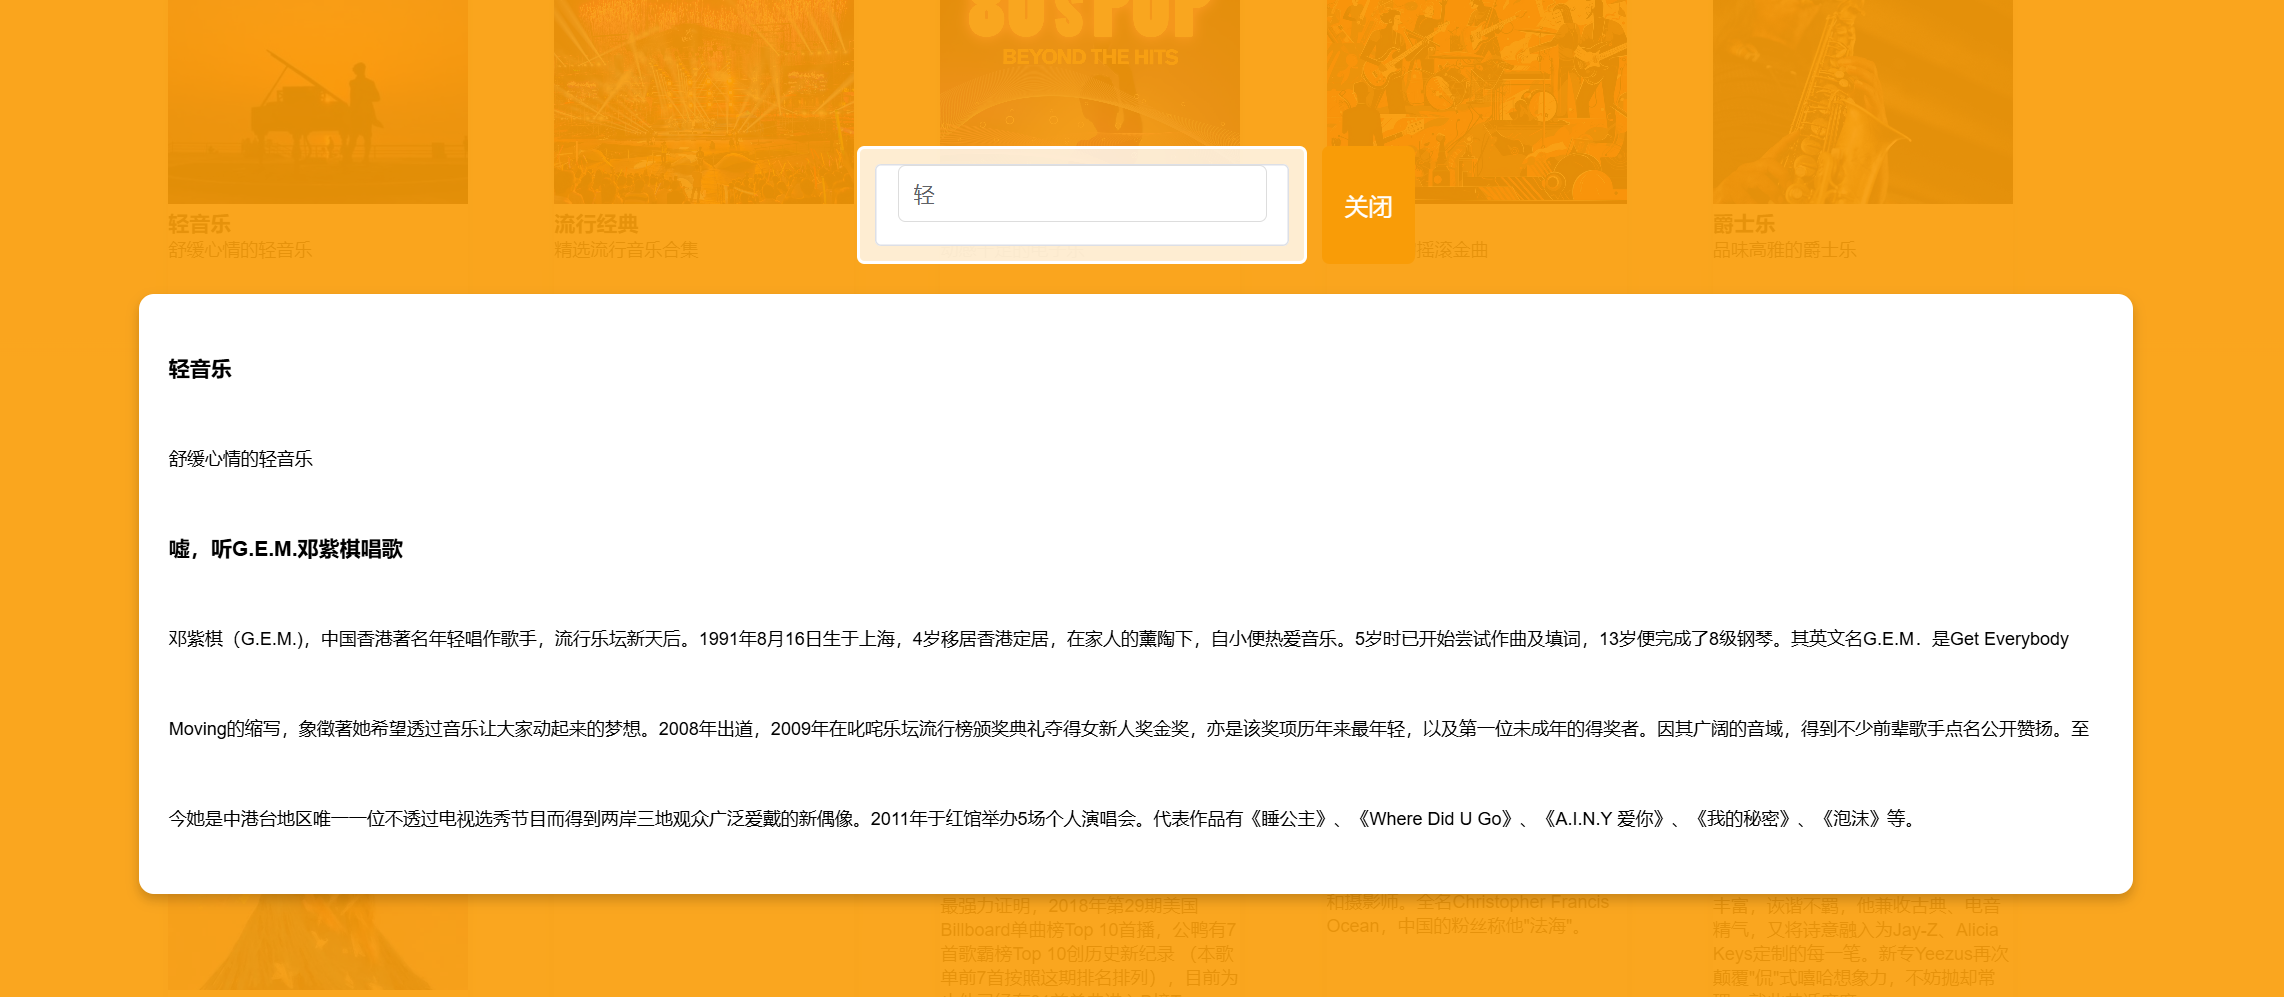 80'S POP
BEYOND THE HITS
轻
关闭
轻音乐
舒缓心情的轻音乐
流行经典
精选流行音乐合集
摇滚金曲
爵士乐
品味高雅的爵士乐
轻音乐
舒缓心情的轻音乐
嘘，听G.E.M.邓紫棋唱歌
邓紫棋（G.E.M.)，中国香港著名年轻唱作歌手，流行乐坛新天后。1991年8月16日生于上海，4岁移居香港定居，在家人的薰陶下，自小便热爱音乐。5岁时已开始尝试作曲及填词，13岁便完成了8级钢琴。其英文名G.E.M．是Get Everybody
Moving的缩写，象徵著她希望透过音乐让大家动起来的梦想。2008年出道，2009年在叱咤乐坛流行榜颁奖典礼夺得女新人奖金奖，亦是该奖项历年来最年轻，以及第一位未成年的得奖者。因其广阔的音域，得到不少前辈歌手点名公开赞扬。至
今她是中港台地区唯一一位不透过电视选秀节目而得到两岸三地观众广泛爱戴的新偶像。2011年于红馆举办5场个人演唱会。代表作品有《睡公主》、《Where Did U Go》、《A.I.N.Y 爱你》、《我的秘密》、《泡沫》等。
最强力证明，2018年第29期美国
Billboard单曲榜Top 10首播，公鸭有7
首歌霸榜Top 10创历史新纪录 （本歌
单前7首按照这期排名排列），目前为
和摄影师。全名Christopher Francis
Ocean，中国的粉丝称他"法海"。
丰富，诙谐不羁，他兼收古典、电音
精气，又将诗意融入为Jay-Z、Alicia
Keys定制的每一笔。新专Yeezus再次
颠覆"侃"式嘻哈想象力，不妨抛却常